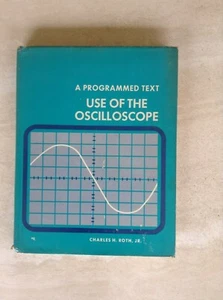 A PROGRAMMED TEXT
USE OF THE
OSCILLOSCOPE
CHARLES H. ROTH, JR.